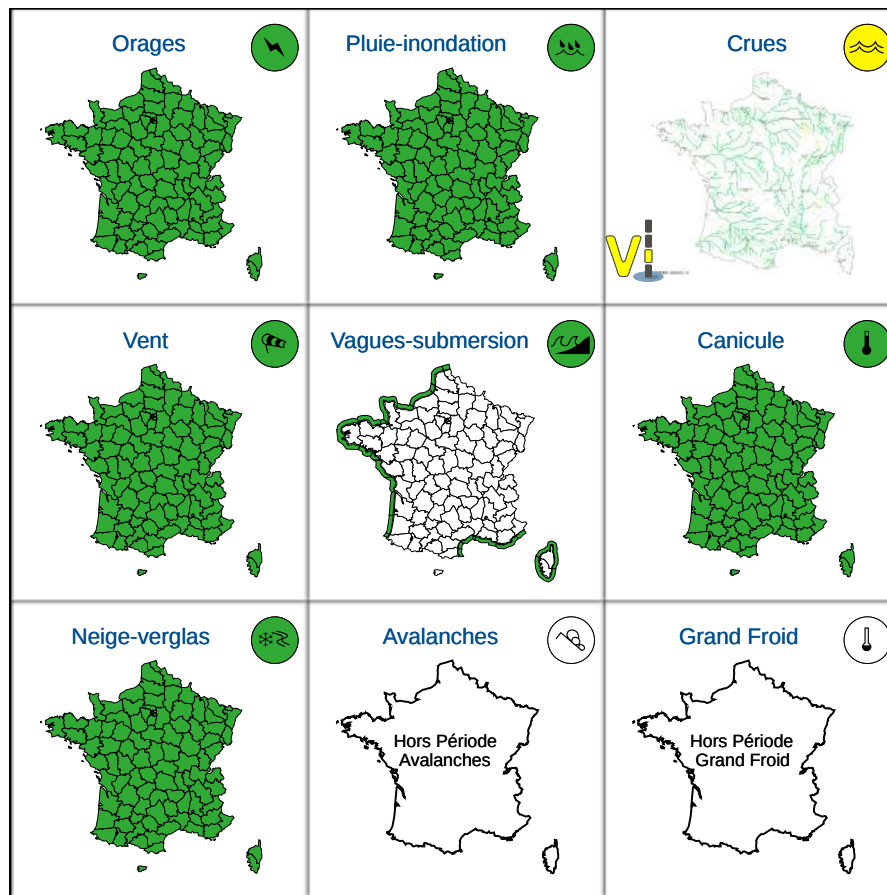 Orages
Pluie-inondation
Crues
Vent
Vagues-submersion
Canicule
Neige-verglas
Avalanches
Grand Froid
Hors Période
Avalanches
Hors Période
Grand Froid